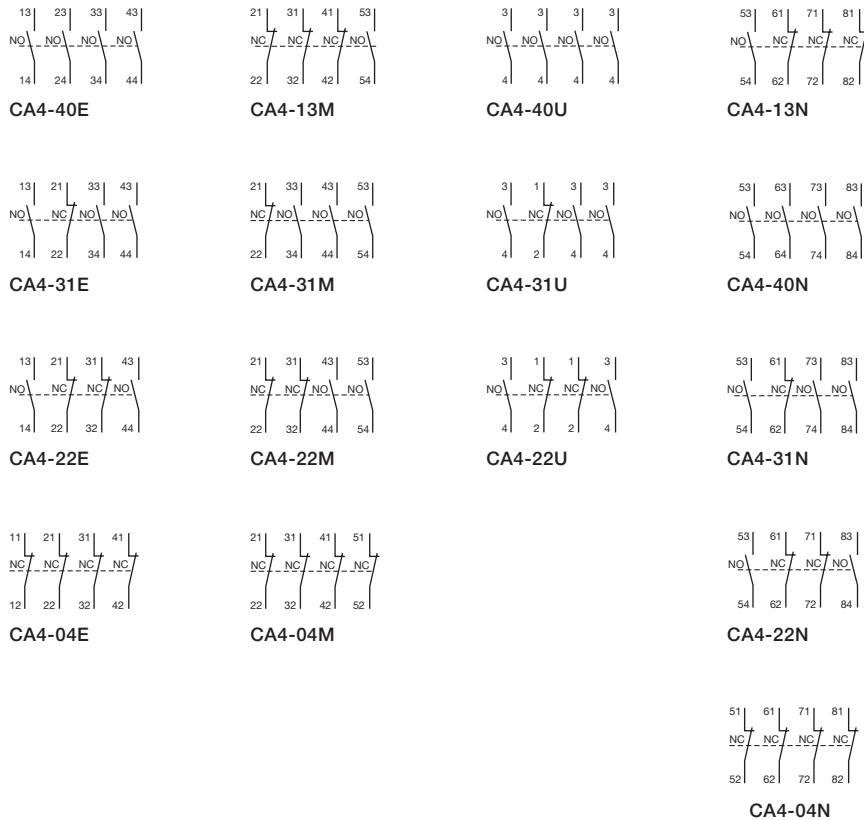 13 23 33 43
NO NO NO NO
14 24 34 44
CA4-40E
21 31 41 53
NC NC NC NO
22 32 42 54
CA4-13M
3 3 3 3
NO NO NO NO
4 4 4 4
CA4-40U
53 61 71 81
NO NC NC NC
54 62 72 82
CA4-13N
13 21 33 43
NO NC NO NO
14 22 34 44
CA4-31E
21 33 43 53
NC NO NO NO
22 34 44 54
CA4-31M
3 1 3 3
NO NC NO NO
4 2 4 4
CA4-31U
53 63 73 83
NO NO NO NO
54 64 74 84
CA4-40N
13 21 31 43
NO NC NC NO
14 22 32 44
CA4-22E
21 31 43 53
NC NC NO NO
22 32 44 54
CA4-22M
3 1 1 3
NO NC NC NO
4 2 2 4
CA4-22U
53 61 73 83
NO NC NO NO
54 62 74 84
CA4-31N
11 21 31 41
NC NC NC NC
12 22 32 42
CA4-04E
21 31 41 51
NC NC NC NC
22 32 42 52
CA4-04M
53 61 71 83
NO NC NC NO
54 62 72 84
CA4-22N
51 61 71 81
NC NC NC NC
52 62 72 82
CA4-04N